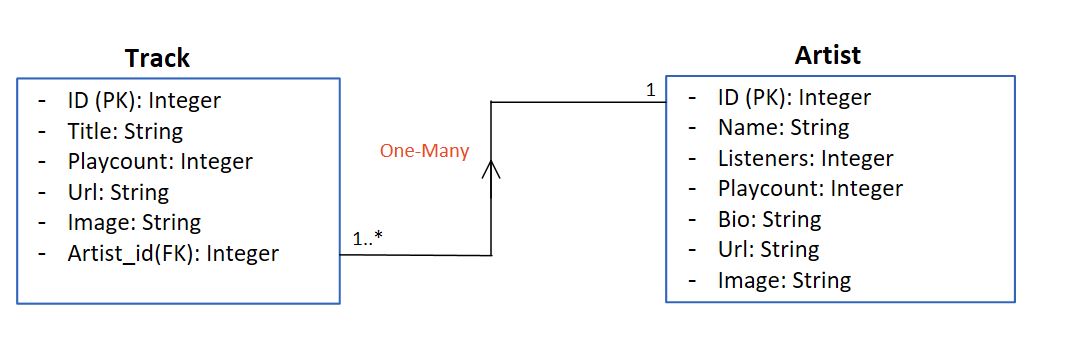 Track
- ID (PK): Integer
- Title: String
- Playcount: Integer
- Url: String
- Image: String
- Artist_id(FK): Integer
1..*
One-Many
1
Artist
- ID (PK): Integer
- Name: String
- Listeners: Integer
- Playcount: Integer
- Bio: String
- Url: String
- Image: String